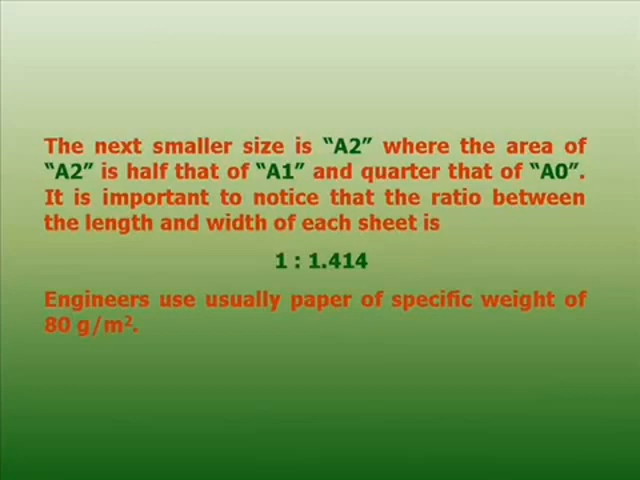 The next smaller size is “A2” where the area of
“A2” is half that of “A1” and quarter that of “A0”.
It is important to notice that the ratio between
the length and width of each sheet is
1 : 1.414
Engineers use usually paper of specific weight of
80 g/m².